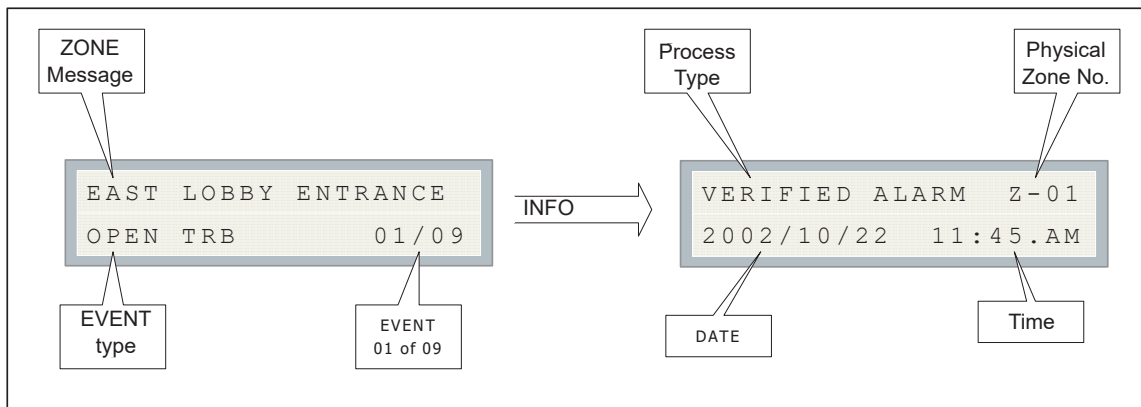 ZONE
Message
Process
Type
Physical
Zone No.
EAST LOBBY ENTRANCE
OPEN TRB 01/09
INFO
VERIFIED ALARM Z-01
2002/10/22 11:45.AM
EVENT
type
EVENT
01 of 09
DATE
Time